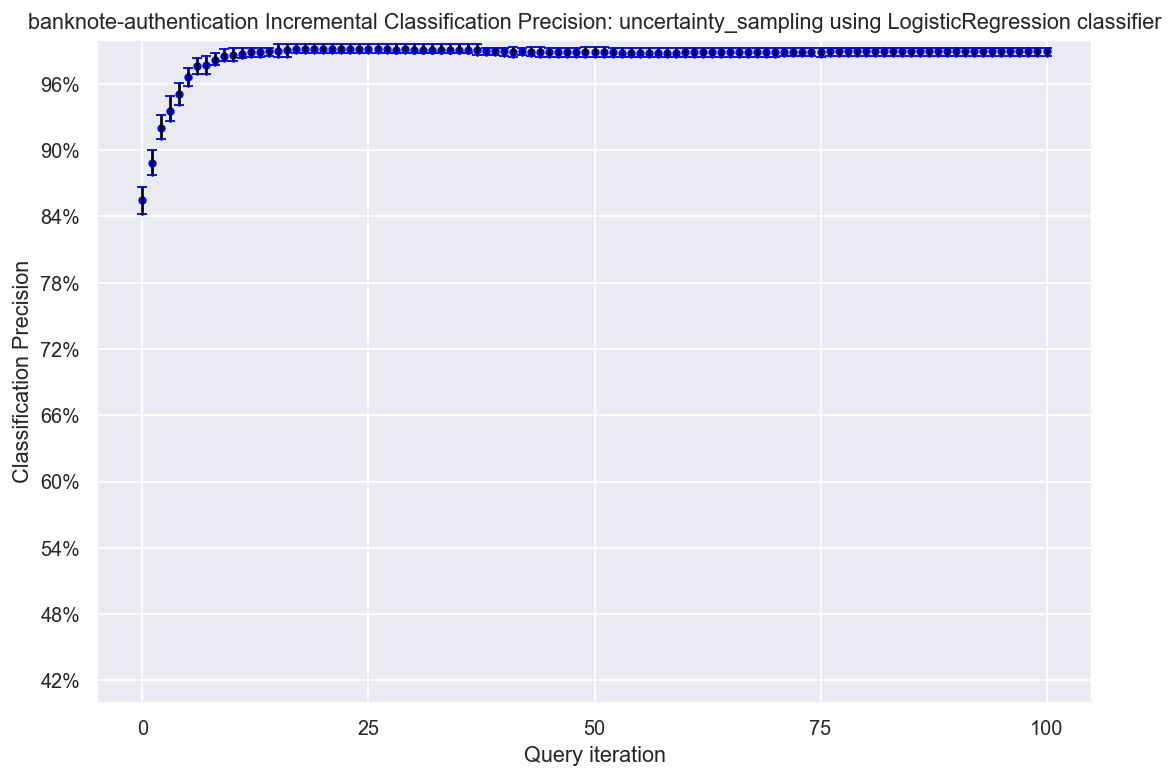 banknote-authentication Incremental Classification Precision: uncertainty_sampling using LogisticRegression classifier
96%
90%
84%
78%
72%
66%
60%
54%
48%
42%
Classification Precision
0 25 50 75 100
Query iteration